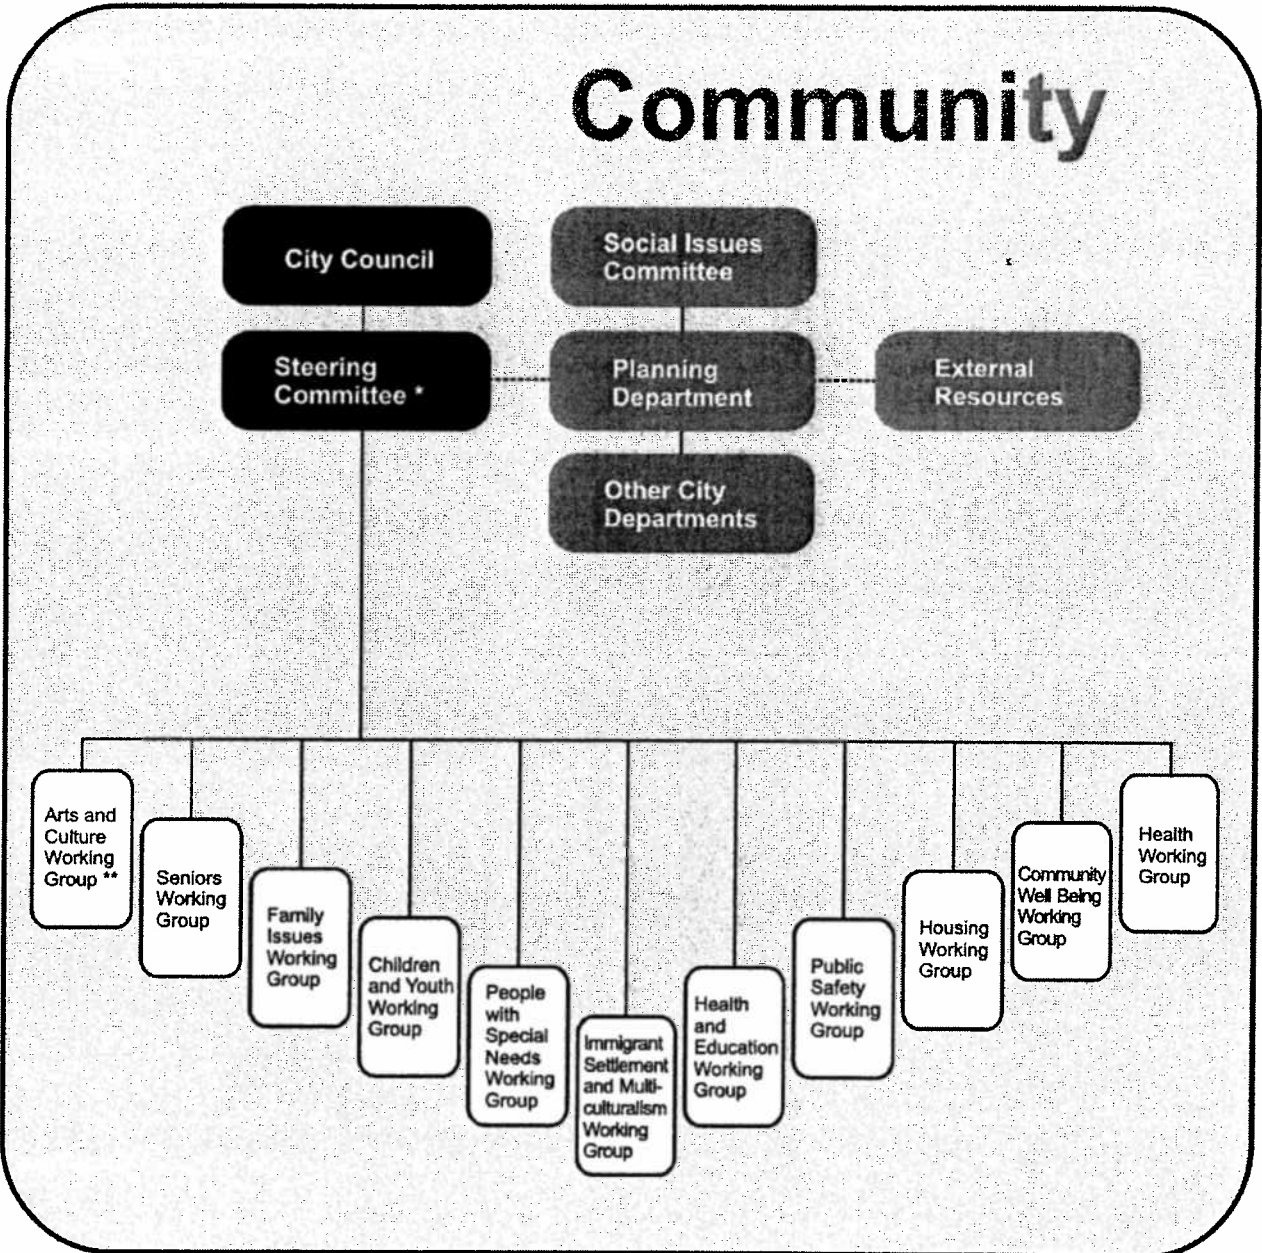 Community
City Council
Social Issues
Committee
Steering
Committee *
Planning
Department
External
Resources
Other City
Departments
Arts and
Culture
Working
Group **
Seniors
Working
Group
Family
Issues
Working
Group
Children
and Youth
Working
Group
People
with
Special
Needs
Working
Group
Immigrant
Settlement
and Multi-
culturalism
Working
Group
Health
and
Education
Working
Group
Public
Safety
Working
Group
Housing
Working
Group
Community
Well Being
Working
Group
Health
Working
Group